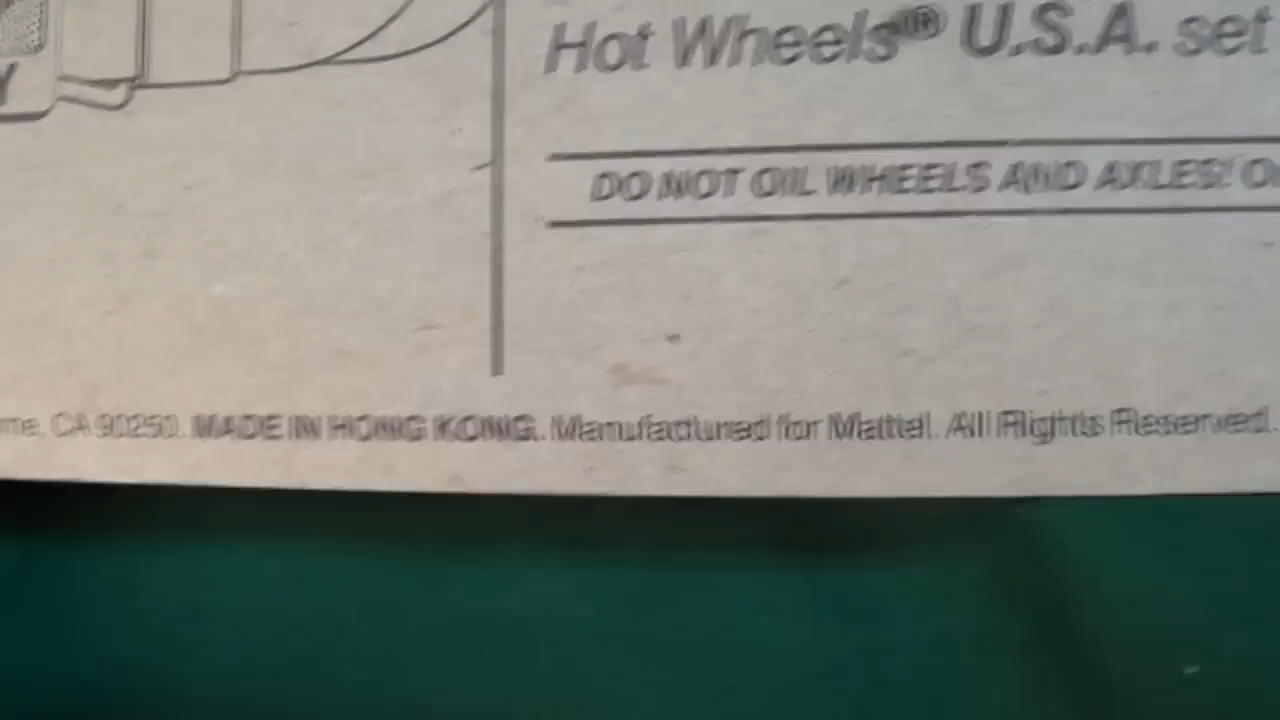 Hot Wheels® U.S.A. set
DO NOT OIL WHEELS AND AXLES!
CA 90250. MADE IN HONG KONG. Manufactured for Mattel. All Rights Reserved.